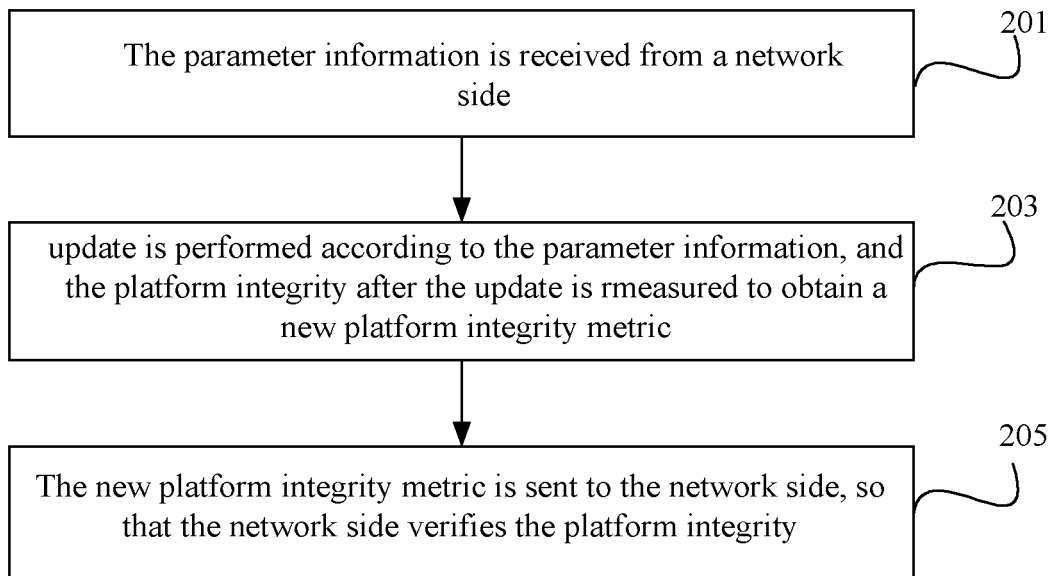 The parameter information is received from a network
side
201
update is performed according to the parameter information, and
the platform integrity after the update is rmeasured to obtain a
new platform integrity metric
203
The new platform integrity metric is sent to the network side, so
that the network side verifies the platform integrity
205